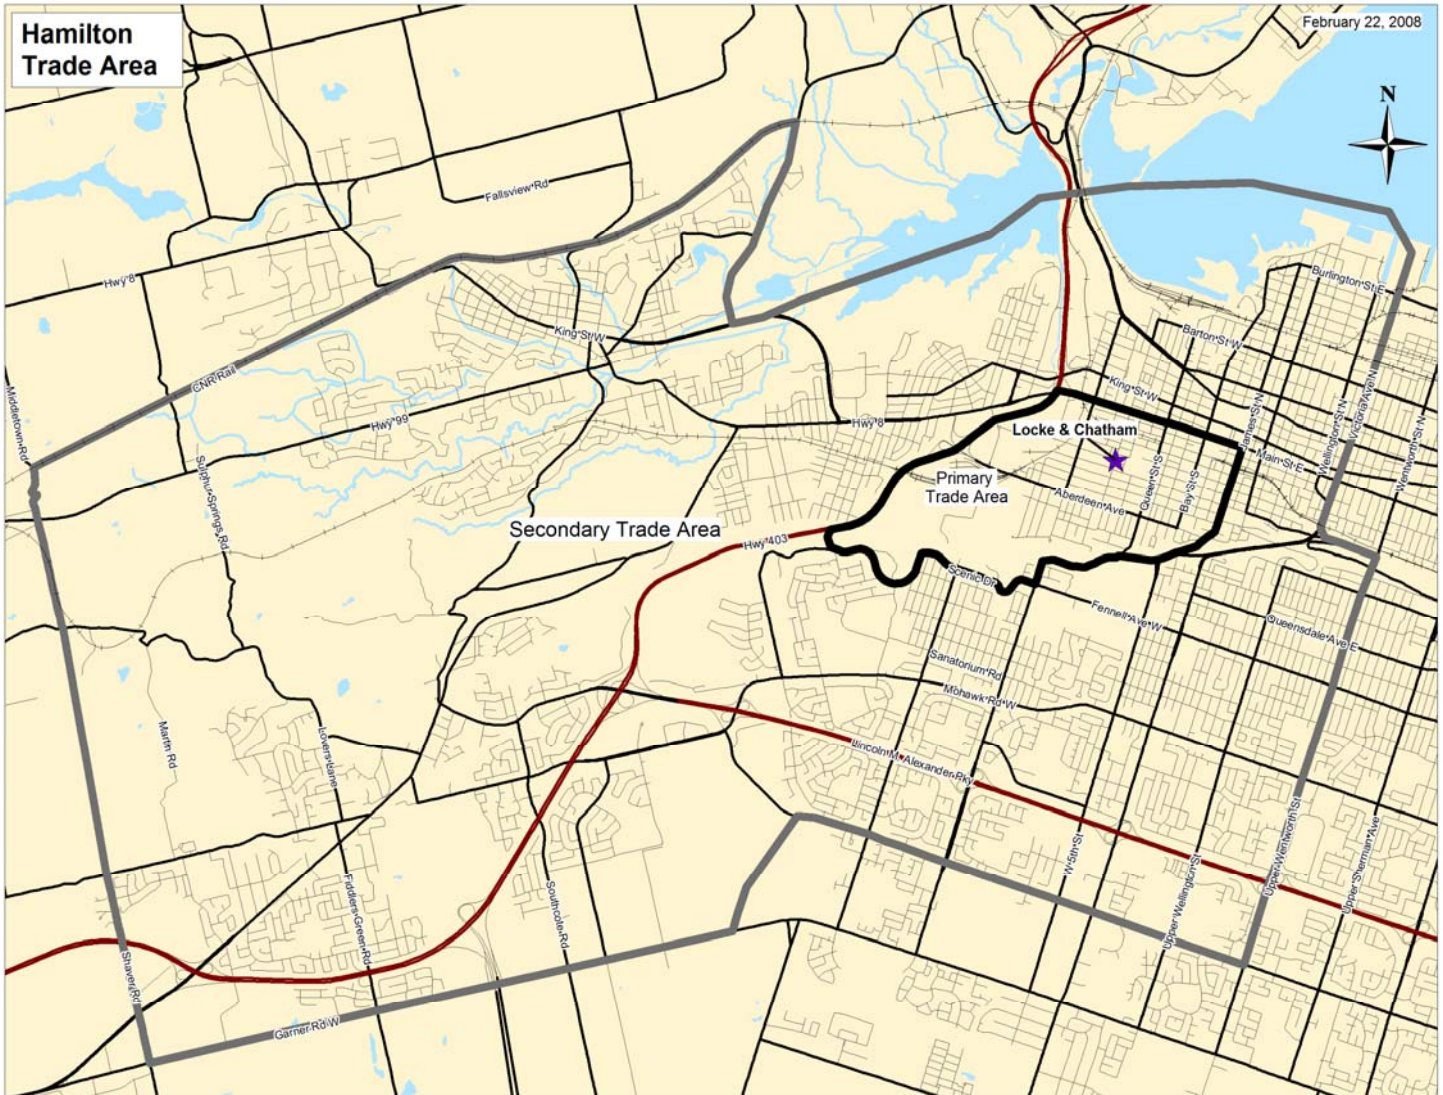 Hamilton
Trade Area
February 22, 2008
N
Fallsview Rd
Hwy 8
Burlington St E
King St W
Barton St W
CNR Rail
Middletown Rd
King St W
Hwy 99
Hwy 8
James St N
Victoria Ave N
Wellington St N
Wentworth St N
Locke & Chatham
Main St E
Sulphur Springs Rd
Primary
Trade Area
Queen St S
Bay St S
Aberdeen Ave
Secondary Trade Area
Hwy 403
Scenic Dr
Fennell Ave W
Queensdale Ave E
Sanatorium Rd
Mohawk Rd W
Martin Rd
Lovers Lane
Lincoln M. Alexander Pky
W 5th St
Upper Wentworth St
Upper Sherman Ave
Upper Wellington St
Fiddlers Green Rd
Southcote Rd
Shaver Rd
Garner Rd W